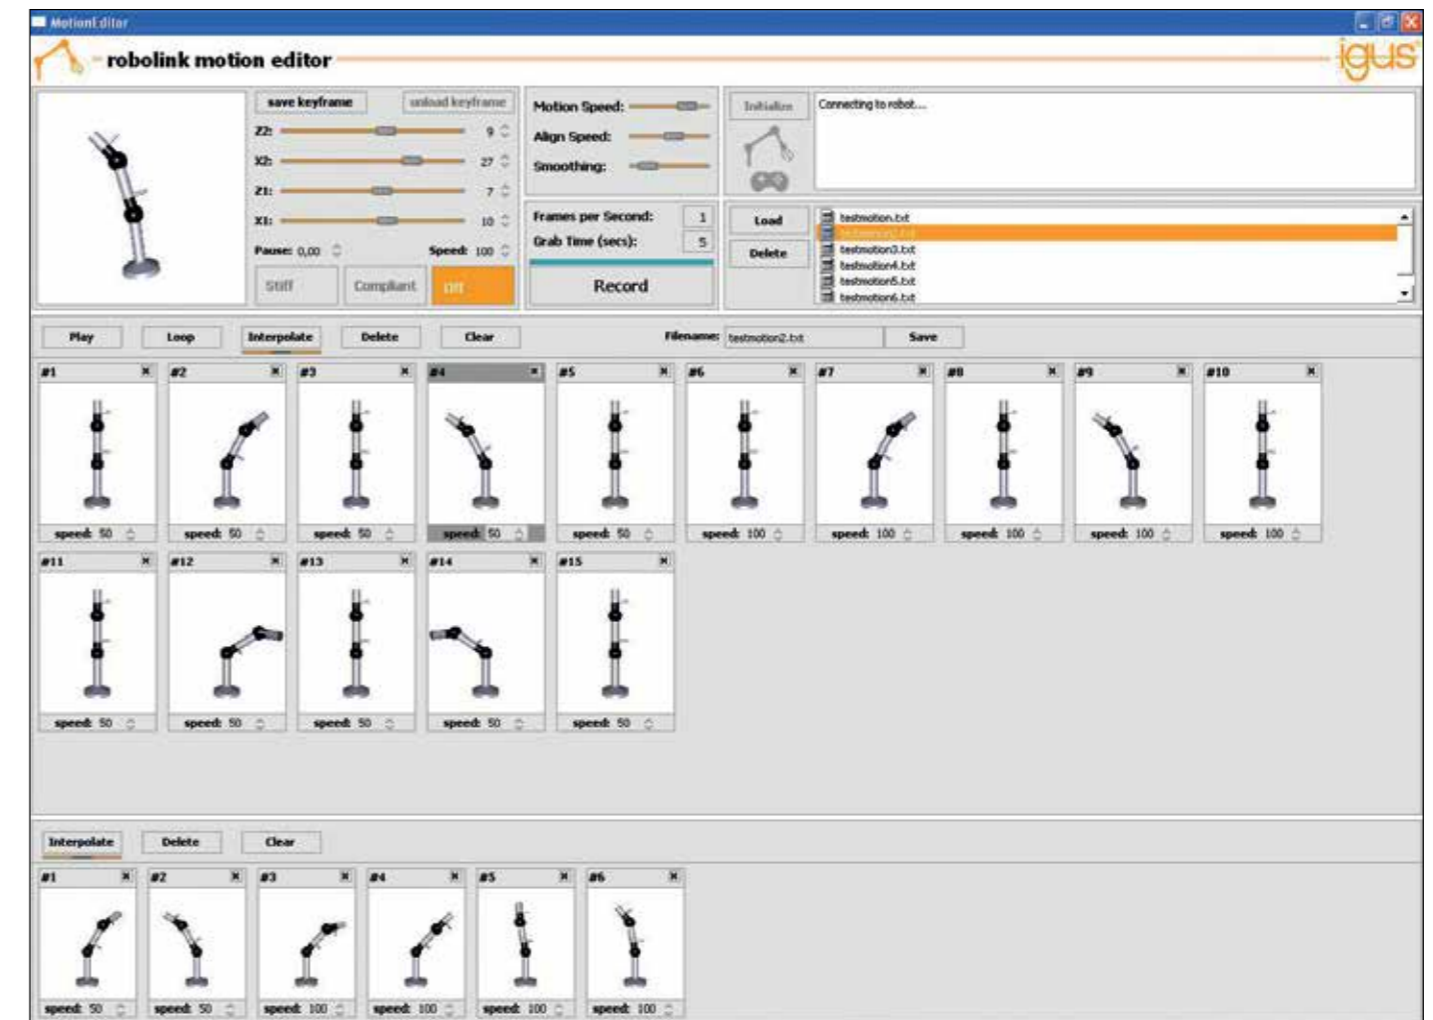 MotionEditor
robolink motion editor
igus
save keyframe unload keyframe
Z2: 9
X2: 27
Z1: 7
X1: 10
Pause: 0,00 Speed: 100
Stiff Compliant Off
Motion Speed:
Align Speed:
Smoothing:
Frames per Second: 1
Grab Time (secs): 5
Record
Initialize Connecting to robot...
Load
Delete
testmotion.txt
testmotion2.txt
testmotion3.txt
testmotion4.txt
testmotion5.txt
testmotion6.txt
Play Loop Interpolate Delete Clear Filename: testmotion2.txt Save
#1 #2 #3 #4 #5 #6 #7 #8 #9 #10
speed: 50 speed: 50 speed: 50 speed: 50 speed: 50 speed: 100 speed: 100 speed: 100 speed: 100 speed: 100
#11 #12 #13 #14 #15
speed: 50 speed: 50 speed: 50 speed: 50 speed: 50
Interpolate Delete Clear
#1 #2 #3 #4 #5 #6
speed: 50 speed: 50 speed: 100 speed: 100 speed: 100 speed: 100